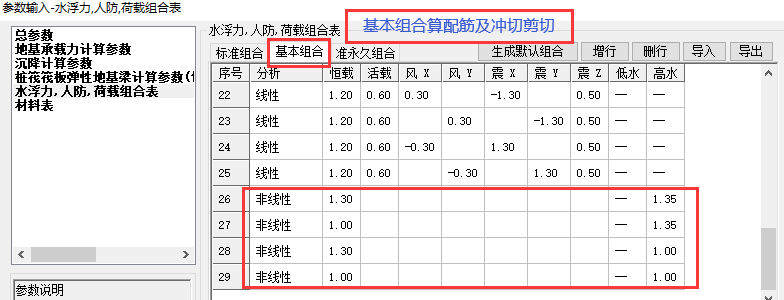 参数输入-水浮力,人防,荷载组合表
总参数
地基承载力计算参数
沉降计算参数
桩筏筏板弹性地基梁计算参数(
水浮力,人防,荷载组合表
材料表
参数说明
水浮力,人防,荷载组合表
基本组合算配筋及冲切剪切
标准组合 基本组合 准永久组合 生成默认组合 增行 删行 导入 导出
序号 分析 恒载 活载 风,X 风,Y 震 X 震 Y 震 Z 低水 高水
22 线性 1.20 0.60 0.30 -1.30 0.50 — —
23 线性 1.20 0.60 0.30 -1.30 0.50 — —
24 线性 1.20 0.60 -0.30 1.30 0.50 — —
25 线性 1.20 0.60 -0.30 1.30 0.50 — —
26 非线性 1.30 — 1.35
27 非线性 1.00 — 1.35
28 非线性 1.30 — 1.00
29 非线性 1.00 — 1.00